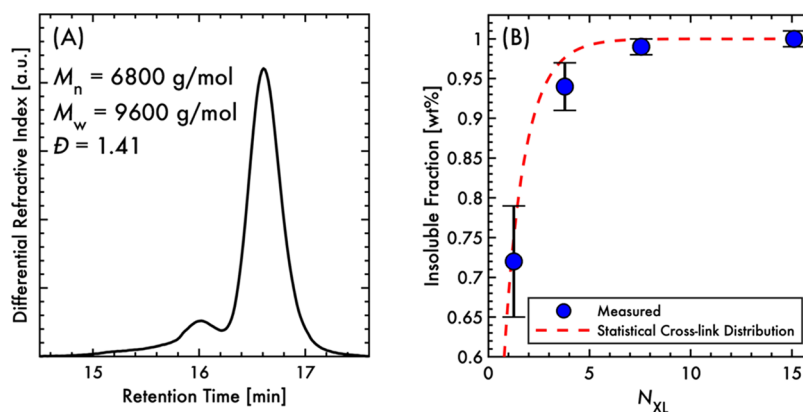 (A)
Mn = 6800 g/mol
Mw = 9600 g/mol
Đ = 1.41
Differential Refractive Index [a.u.]
15 16 17
Retention Time [min]
(B)
Insoluble Fraction [wt%]
1
0.95
0.9
0.85
0.8
0.75
0.7
0.65
0.6
Measured
Statistical Cross-link Distribution
0 5 10 15
NXL